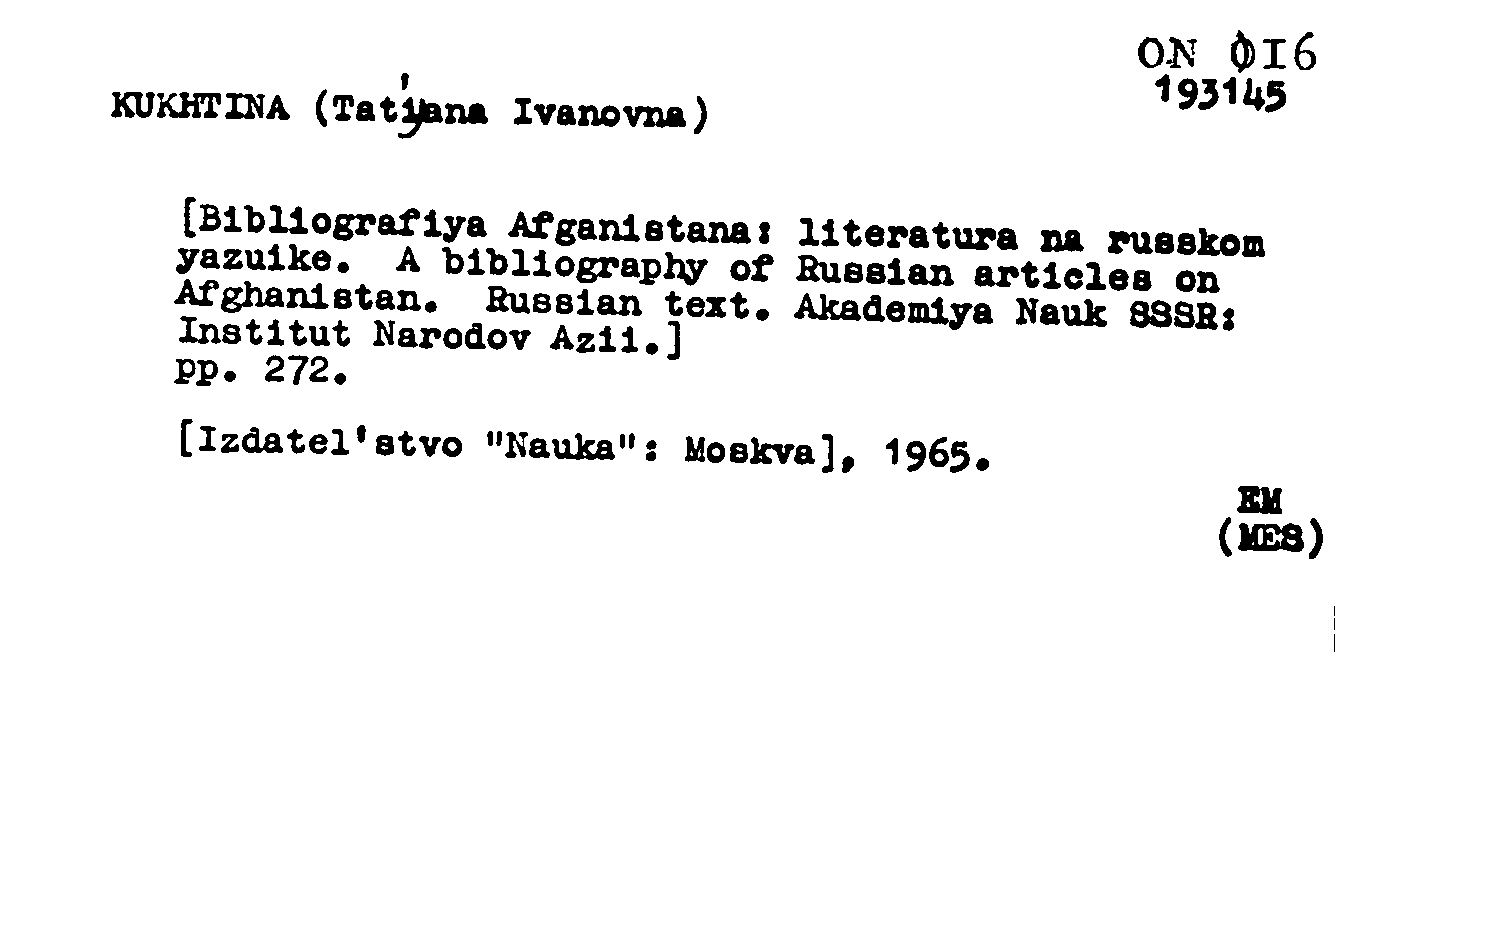 ON 016
193145
KUKHTINA (Tat'yana Ivanovna)
[Bibliografiya Afganistana: literatura na russkom
yazuike. A bibliography of Russian articles on
Afghanistan. Russian text. Akademiya Nauk SSSR:
Institut Narodov Azii.]
pp. 272.
[Izdatel'stvo "Nauka": Moskva], 1965.
EM
(MES)